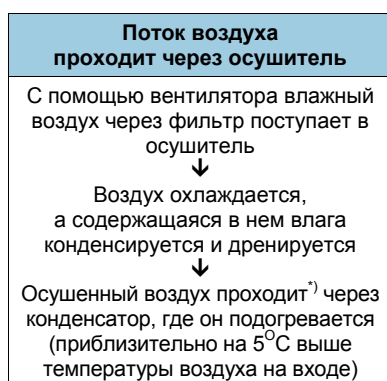 Поток воздуха
проходит через осушитель
С помощью вентилятора влажный
воздух через фильтр поступает в
осушитель
↓
Воздух охлаждается,
а содержащаяся в нем влага
конденсируется и дренируется
↓
Осушенный воздух проходит*) через
конденсатор, где он подогревается
(приблизительно на 5ºС выше
температуры воздуха на входе)